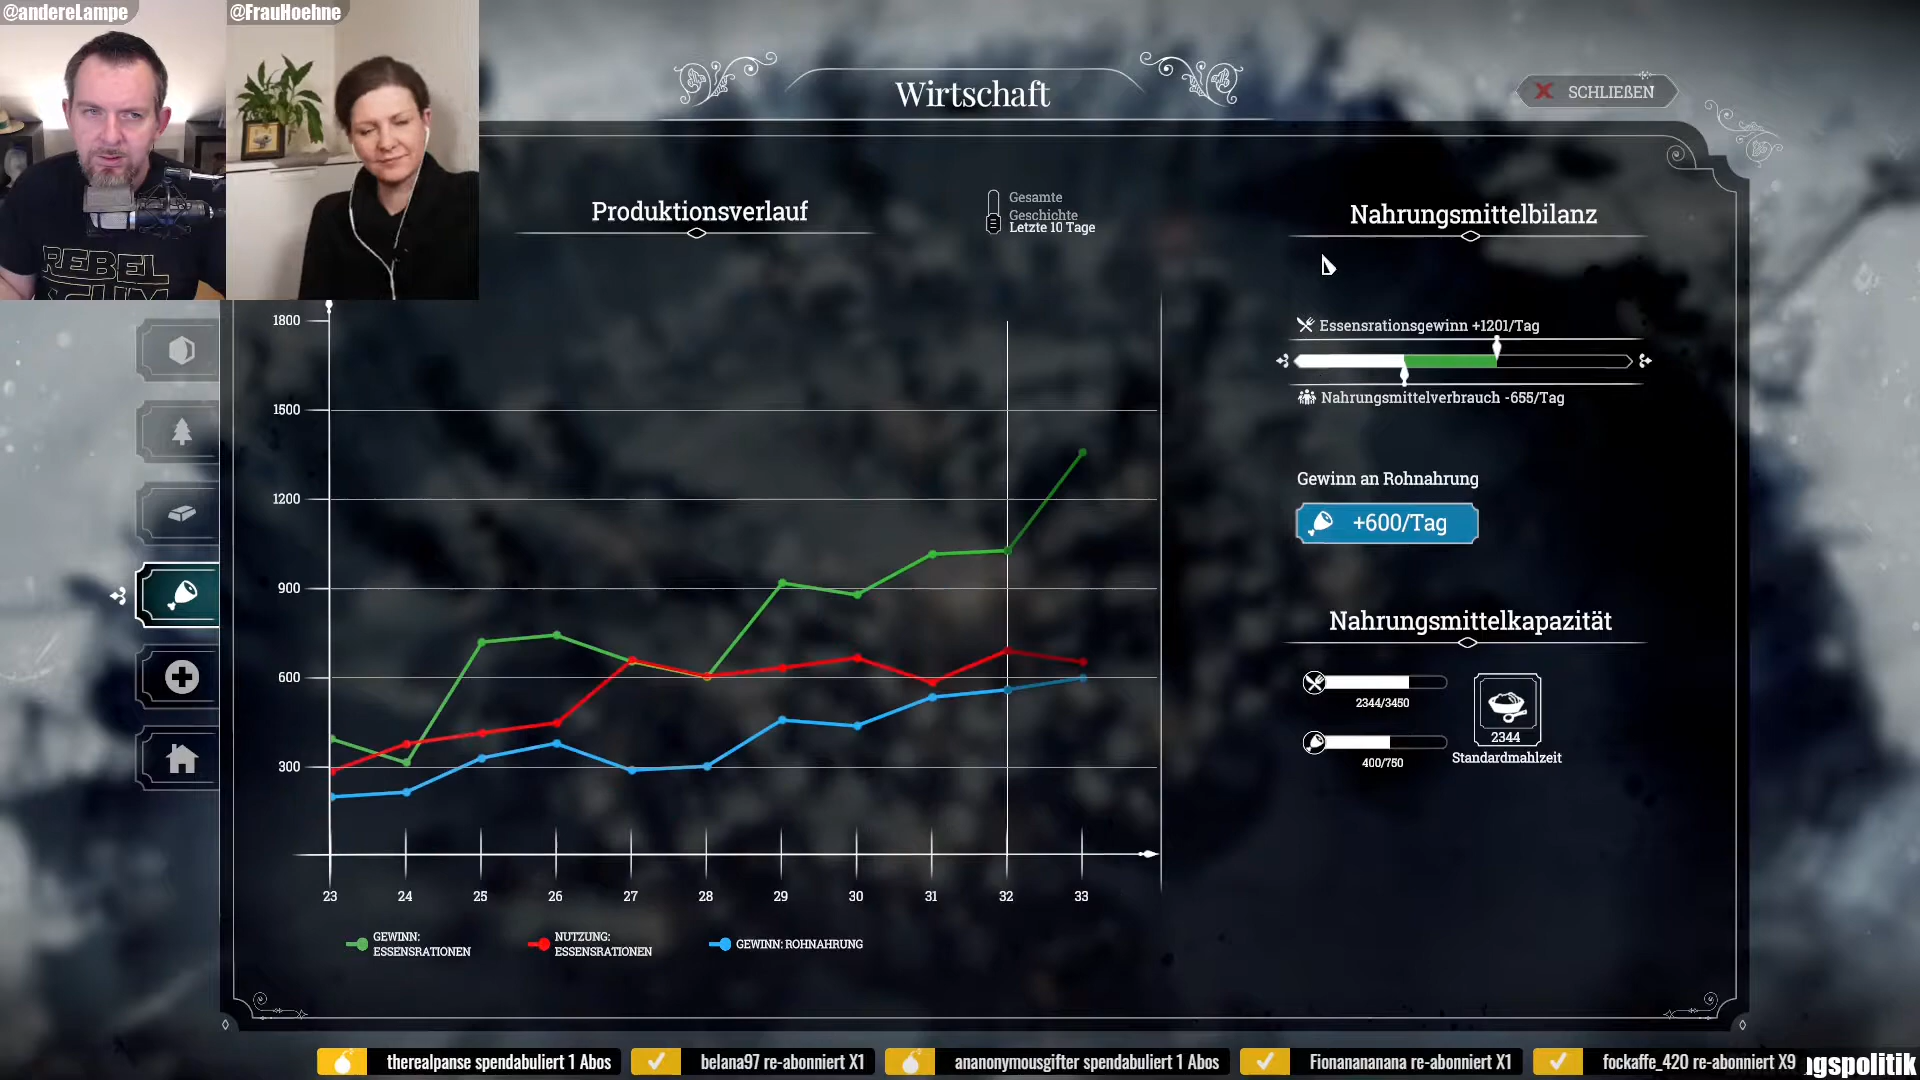 @andereLampe
@FrauHoehne
REBEL
Wirtschaft
SCHLIEẞEN
Produktionsverlauf
Gesamte
Geschichte
Letzte 10 Tage
Nahrungsmittelbilanz
Essensrationsgewinn +1201/Tag
Nahrungsmittelverbrauch -655/Tag
Gewinn an Rohnahrung
+600/Tag
Nahrungsmittelkapazität
2344/3450
400/750
2344
Standardmahlzeit
1800
1500
1200
900
600
300
23 24 25 26 27 28 29 30 31 32 33
GEWINN:
ESSENSRATIONEN
NUTZUNG:
ESSENSRATIONEN
GEWINN: ROHNAHRUNG
therealpanse spendabuliert 1 Abos
belana97 re-abonniert X1
ananonymousgifter spendabuliert 1 Abos
Fionanananana re-abonniert X1
fockaffe_420 re-abonniert X9
gspolitik